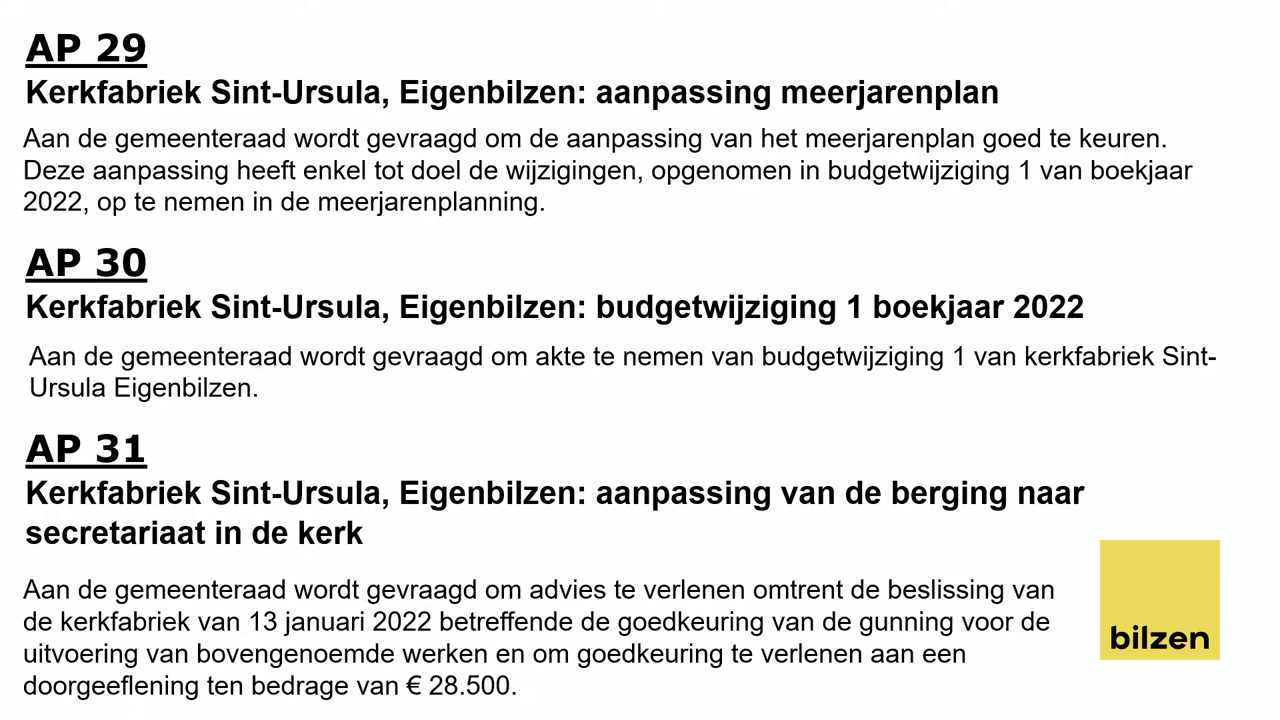 AP 29
Kerkfabriek Sint-Ursula, Eigenbilzen: aanpassing meerjarenplan
Aan de gemeenteraad wordt gevraagd om de aanpassing van het meerjarenplan goed te keuren.
Deze aanpassing heeft enkel tot doel de wijzigingen, opgenomen in budgetwijziging 1 van boekjaar
2022, op te nemen in de meerjarenplanning.
AP 30
Kerkfabriek Sint-Ursula, Eigenbilzen: budgetwijziging 1 boekjaar 2022
Aan de gemeenteraad wordt gevraagd om akte te nemen van budgetwijziging 1 van kerkfabriek Sint-
Ursula Eigenbilzen.
AP 31
Kerkfabriek Sint-Ursula, Eigenbilzen: aanpassing van de berging naar
secretariaat in de kerk
Aan de gemeenteraad wordt gevraagd om advies te verlenen omtrent de beslissing van
de kerkfabriek van 13 januari 2022 betreffende de goedkeuring van de gunning voor de
uitvoering van bovengenoemde werken en om goedkeuring te verlenen aan een
doorgeeflening ten bedrage van € 28.500.
bilzen